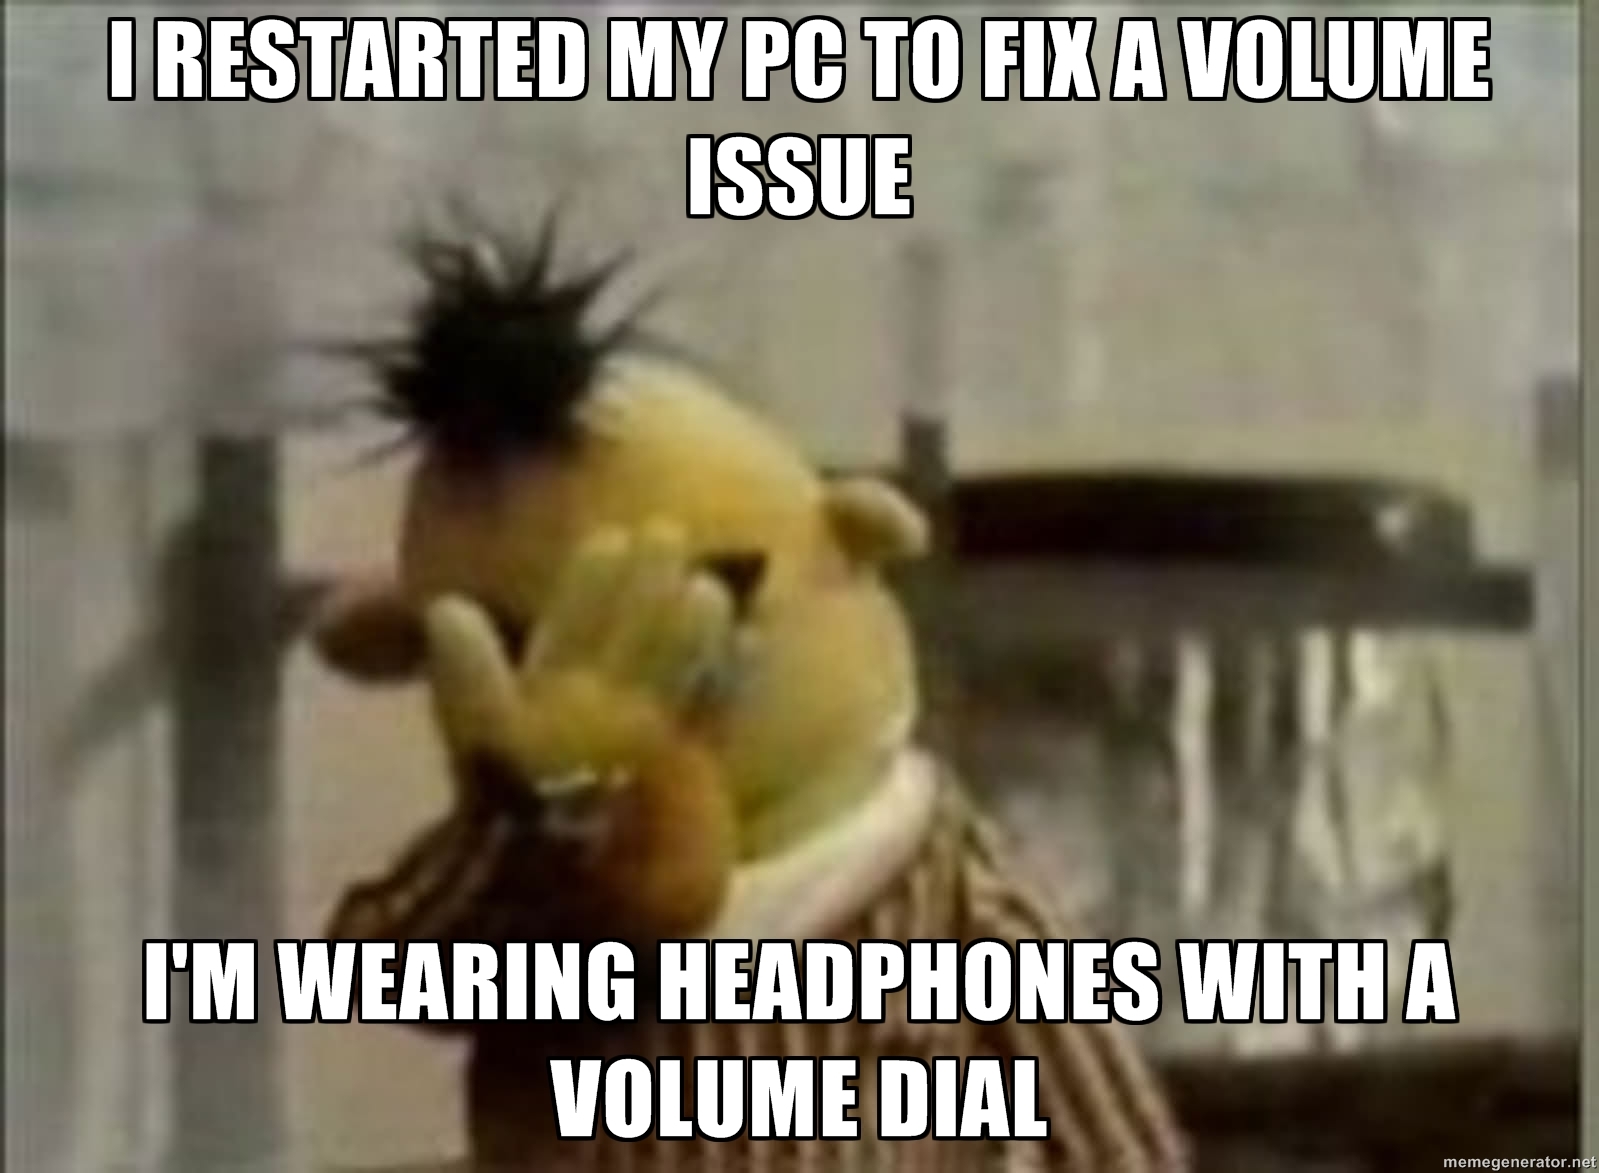 I RESTARTED MY PC TO FIX A VOLUME
ISSUE
I'M WEARING HEADPHONES WITH A
VOLUME DIAL
memegenerator.net